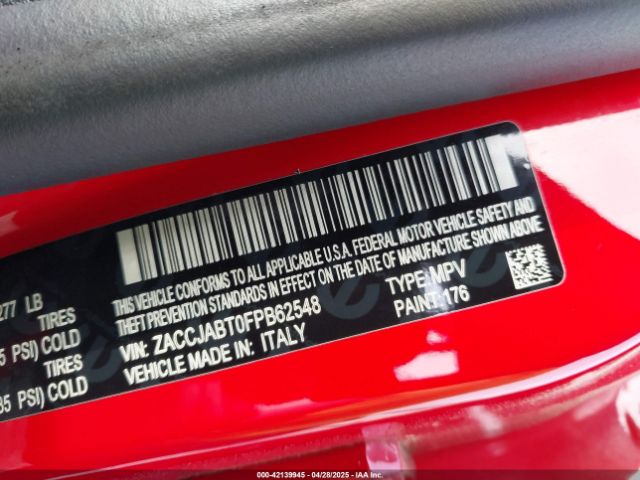 THIS VEHICLE CONFORMS TO ALL APPLICABLE U.S.A. FEDERAL MOTOR VEHICLE SAFETY AND
THEFT PREVENTION STANDARDS IN EFFECT ON THE DATE OF MANUFACTURE SHOWN ABOVE.
VIN: ZACCJABT0FPB62548 TYPE: MPV
VEHICLE MADE IN: ITALY PAINT: 176
277 LB
TIRES
5 PSI) COLD
TIRES
35 PSI) COLD
000-42139945 | 04/28/2025 - IAA Inc.